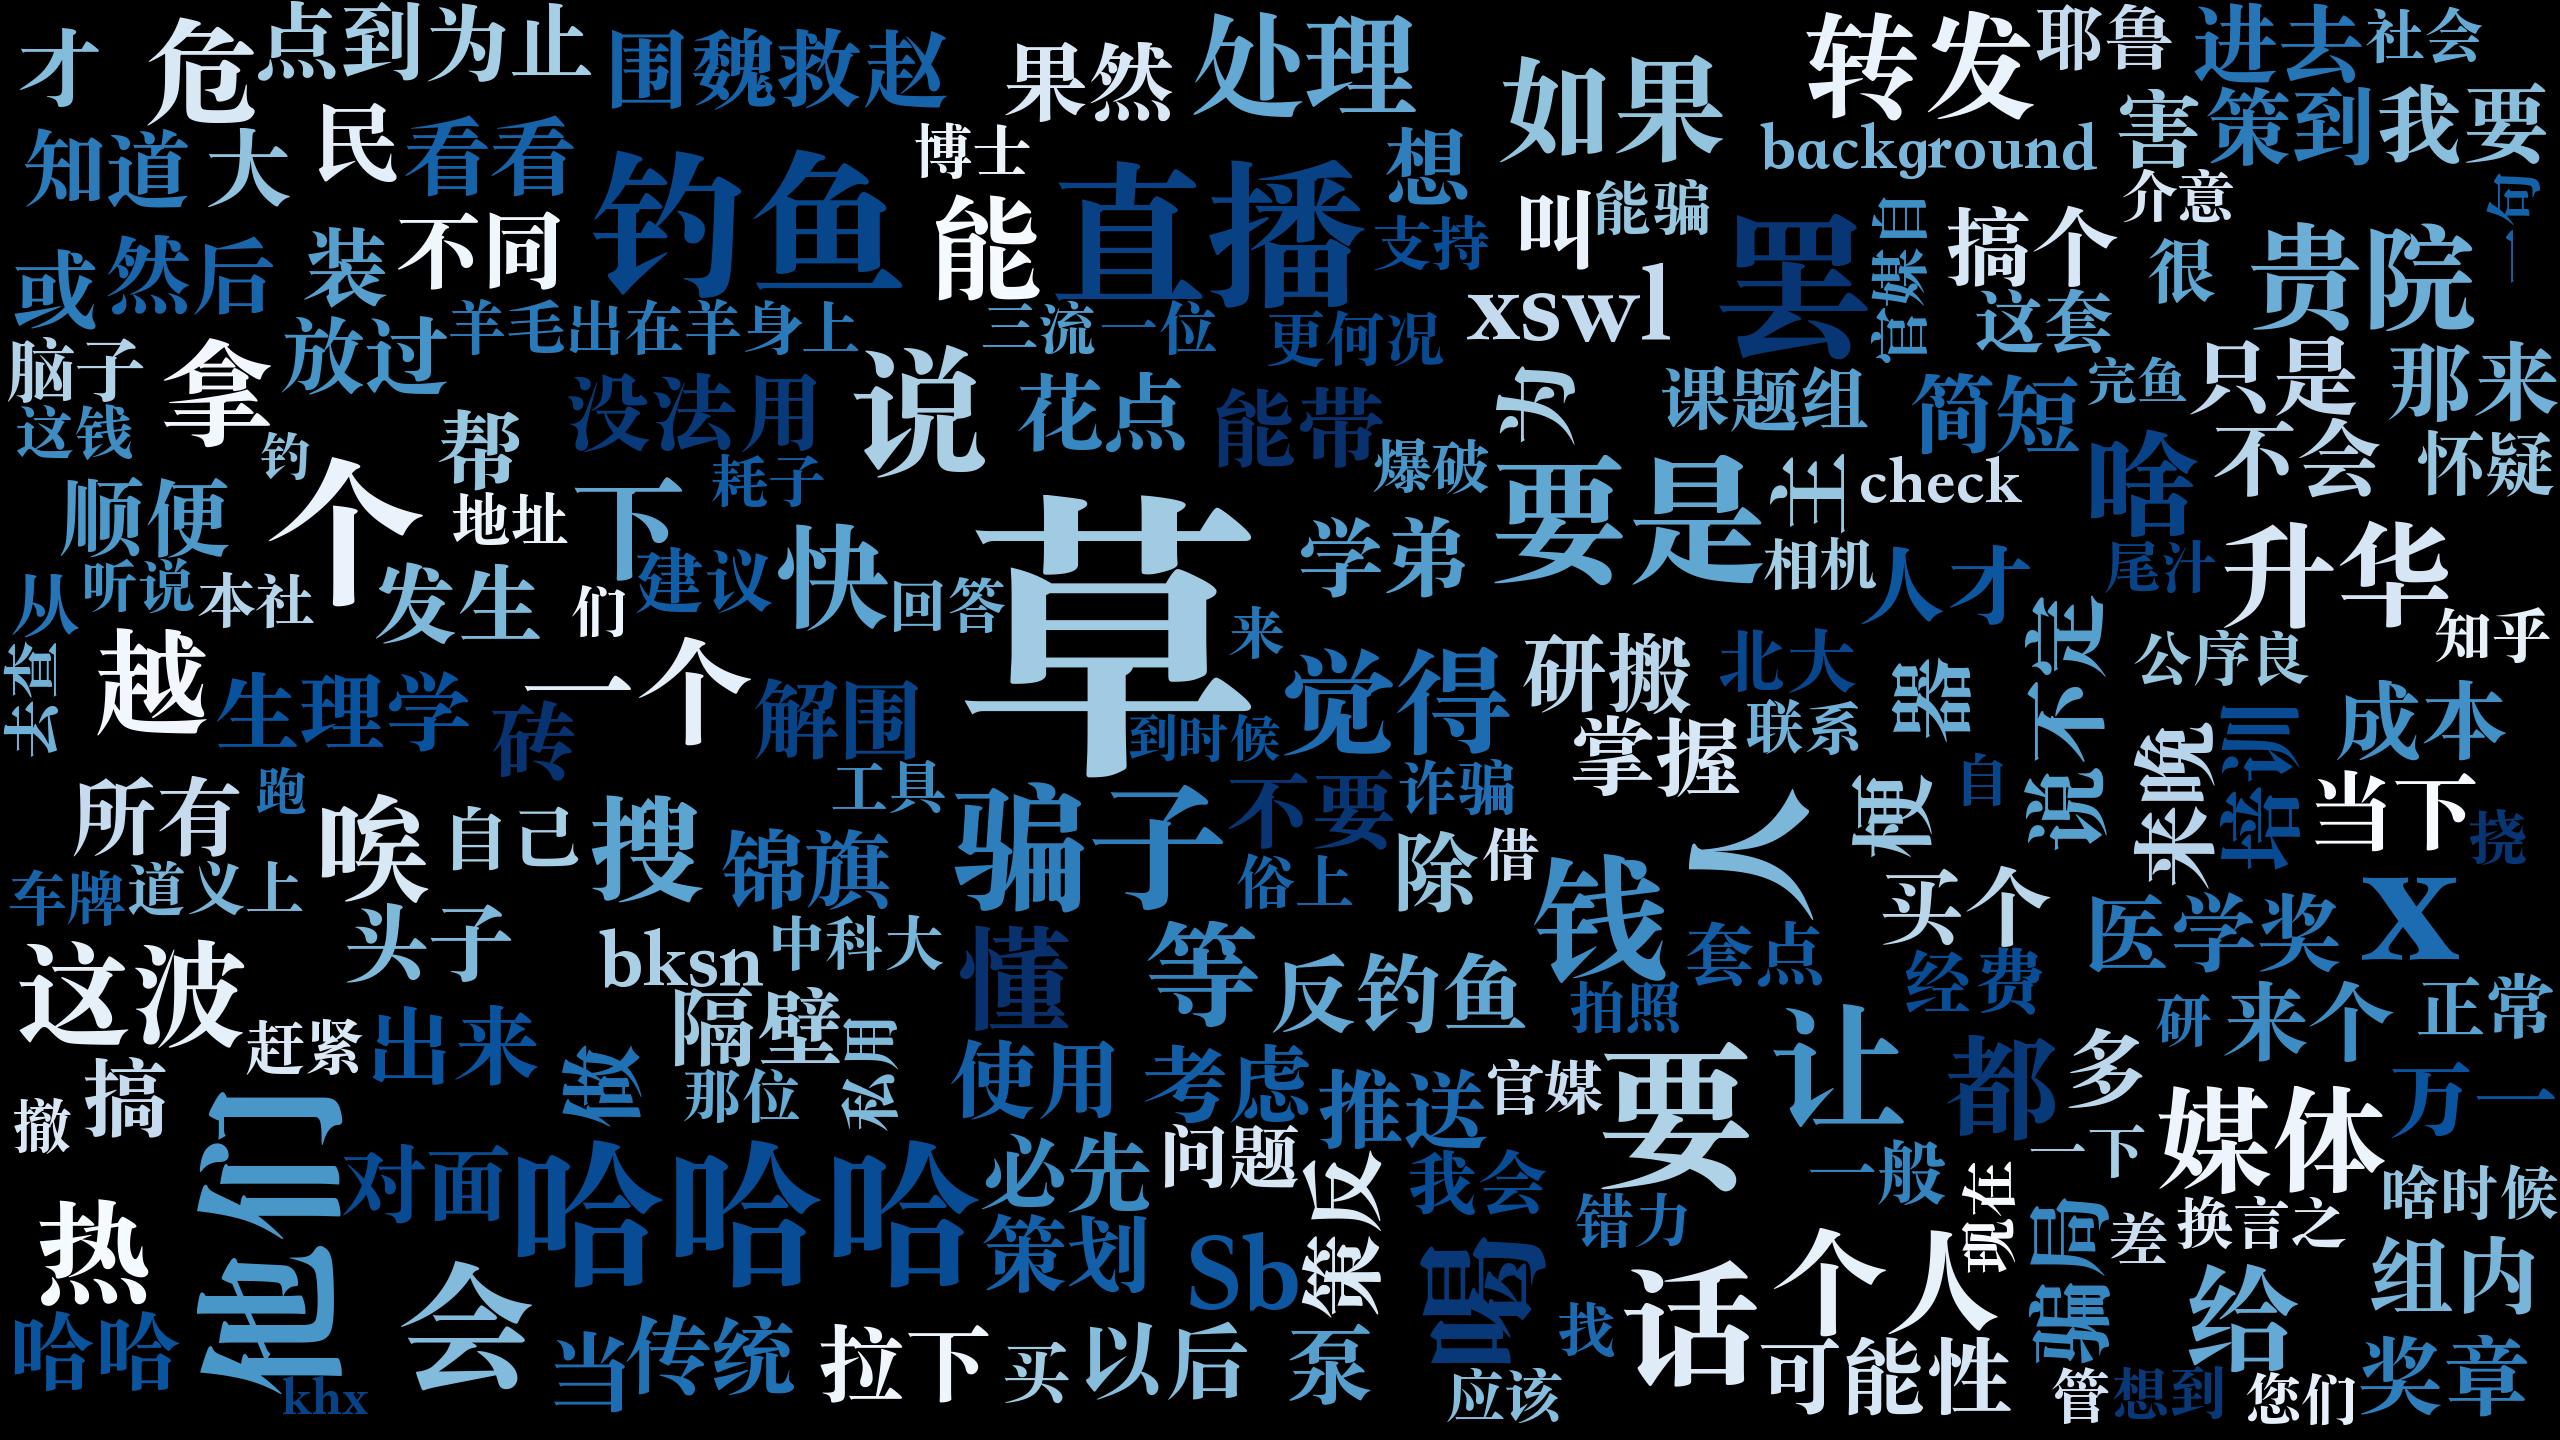 才
危
点到为止
围魏救赵
果然
处理
如果
转发
耶鲁
进去
社会
知道
大
民
看看
钓鱼
博士
能
直播
想
支持
叫
能骗
background
害
策到
我要
介意
一句
或
然后
装
不同
放过
羊毛出在羊身上
三流
一位
更何况
xswl
罢
官媒目
搞个
这套
很
贵院
脑子
这钱
拿
钓
帮
没法用
耗子
说
花点
能带
爆破
为
课题组
简短
完鱼
只是
那来
顺便
个
地址
下
草
学弟
要是
王
check
啥
不会
怀疑
从
听说
本社
发生
们
建议
快
回答
来
相机
人才
尾汁
升华
知乎
去查
越
生理学
砖
一个
解围
到时候
觉得
研搬
掌握
北大
联系
器
说不定
公序良
成本
所有
跑
唉
自己
搜
锦旗
工具
骗子
不要
诈骗
俗上
除
借
钱
人
梗
自
来晚
培训
当下
挠
车牌
道义上
头子
bksn
中科大
懂
等
反钓鱼
拍照
套点
买个
经费
医学奖
X
这波
赶紧
出来
做
隔壁
那位
私用
使用
考虑
推送
官媒
要
让
都
多
研
来个
正常
搞
撤
他们
对面
哈哈哈
必先
问题
策反
我会
错力
一般
现在
一下
媒体
万一
啥时候
热
哈哈
khx
会
当
传统
拉下
买
以后
策划
Sb
泵
喝
应该
找
话
个人
可能性
骗局
差
换言之
给
组内
管
想到
您们
奖章